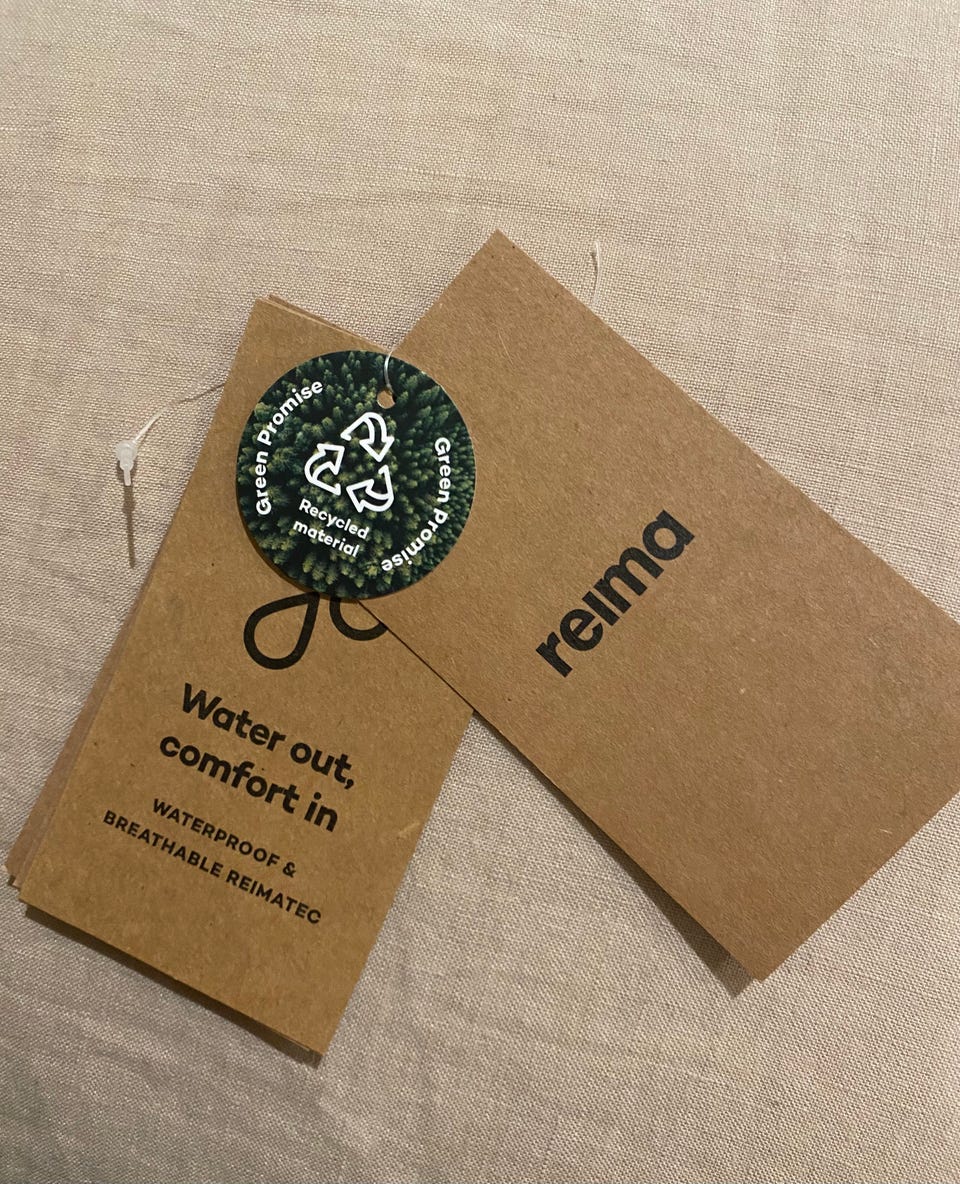 Green Promise
Green Promise
Recycled
material
reima
Water out,
comfort in
WATERPROOF &
BREATHABLE REIMATEC